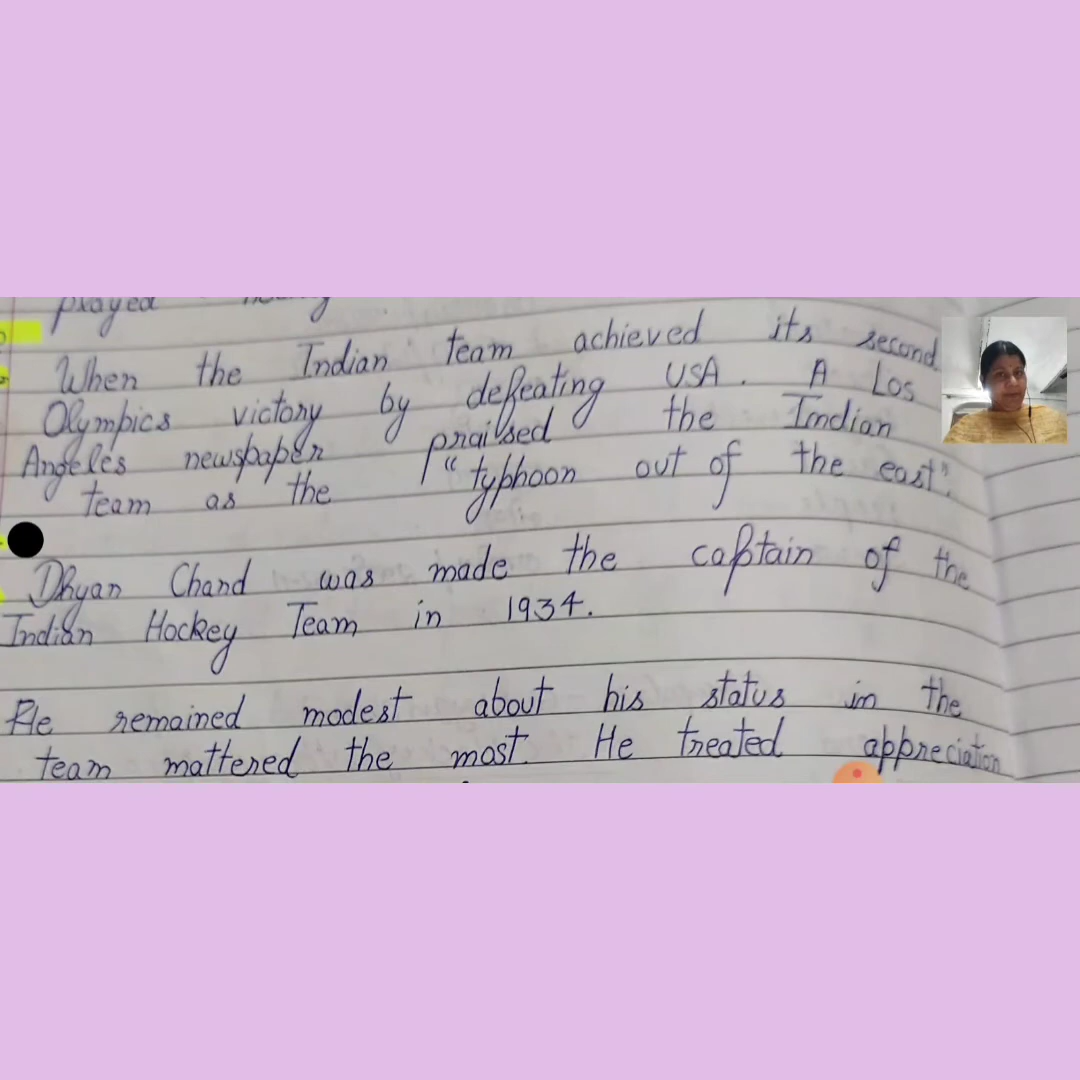 played
When the Indian team achieved its second
Olympics victory by defeating USA. A Los
Angeles newspaper praised the Indian
team as the "typhoon out of the east".
Dhyan Chand was made the captain of the
Indian Hockey Team in 1934.
He remained modest about his status in the
team mattered the most. He treated appreciation